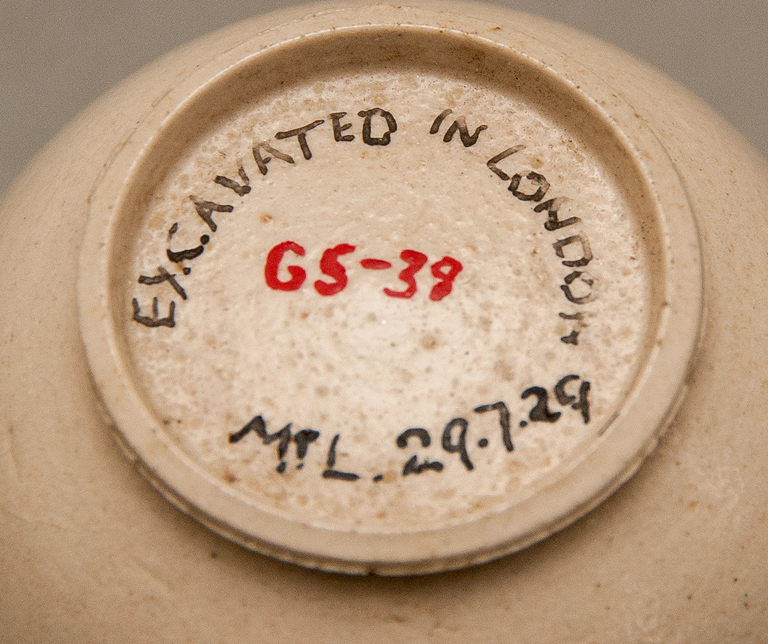 EXCAVATED IN LONDON
G5-39
M.L. 29.7.29